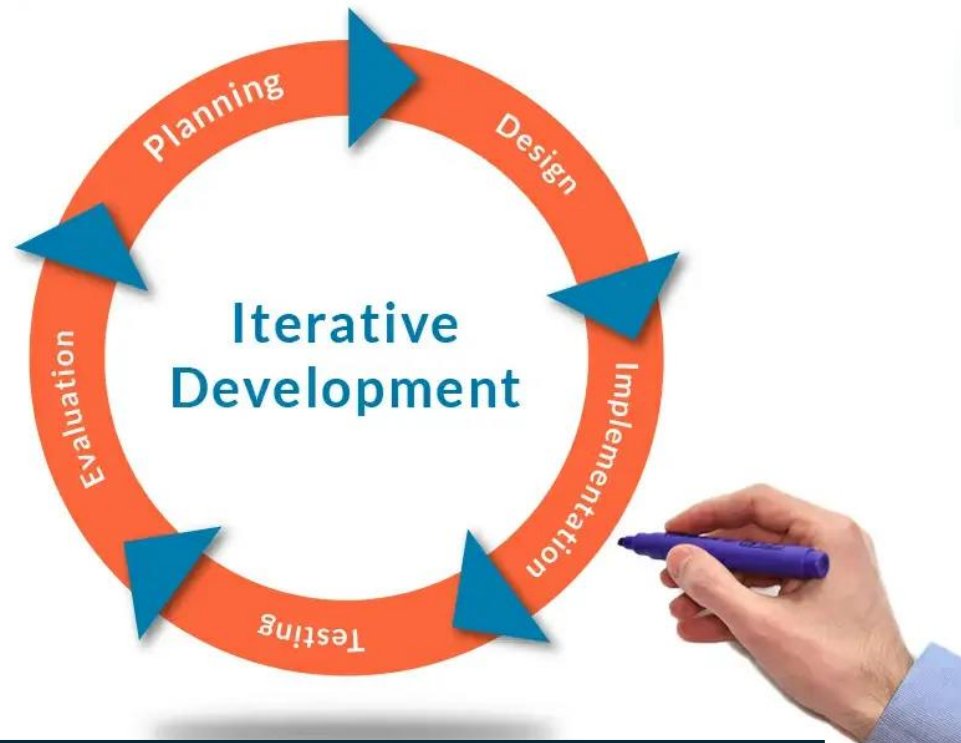 Planning
Design
Implementation
Testing
Evaluation
Iterative
Development